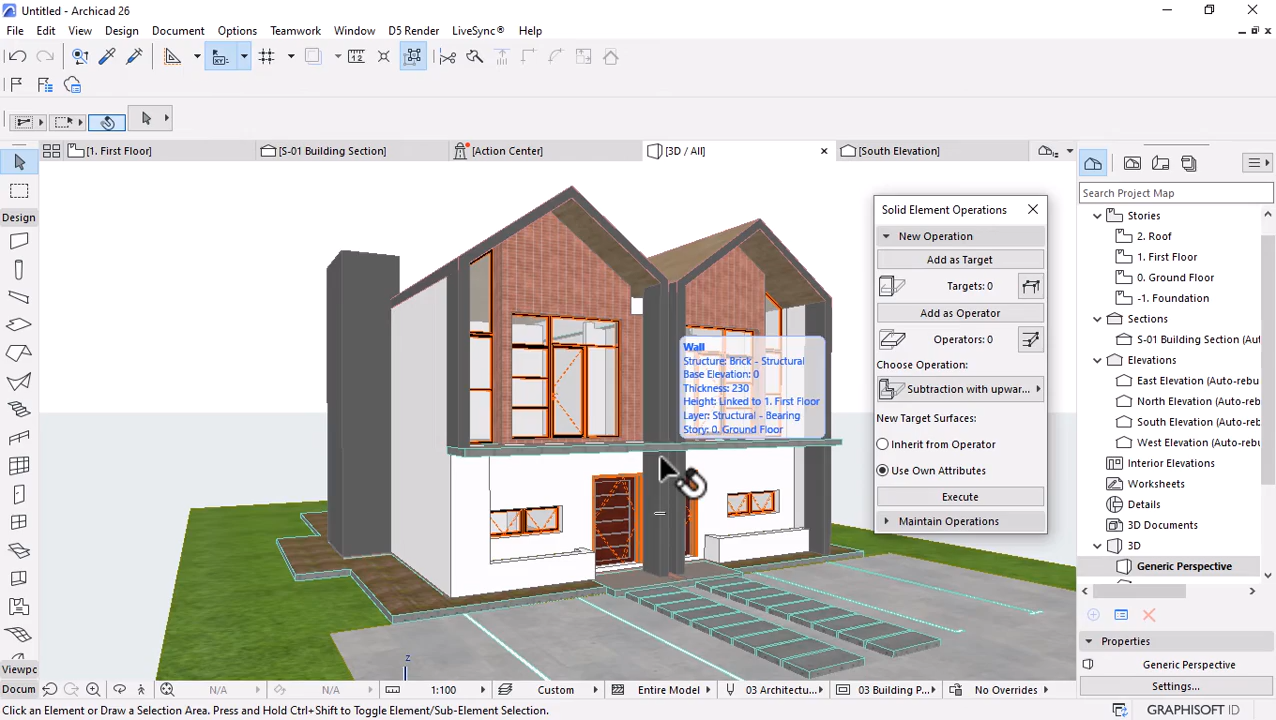 Untitled - Archicad 26
File Edit View Design Document Options Teamwork Window D5 Render LiveSync® Help
[1. First Floor] [S-01 Building Section] [Action Center] [3D / All] [South Elevation]
Search Project Map
Solid Element Operations
New Operation
Add as Target
Targets: 0
Add as Operator
Operators: 0
Choose Operation:
Subtraction with upwar...
New Target Surfaces:
Inherit from Operator
Use Own Attributes
Execute
Maintain Operations
Design
Wall
Structure: Brick - Structural
Base Elevation: 0
Thickness: 230
Height: Linked to 1. First Floor
Layer: Structural - Bearing
Story: 0. Ground Floor
Stories
2. Roof
1. First Floor
0. Ground Floor
-1. Foundation
Sections
S-01 Building Section (Aut
Elevations
East Elevation (Auto-rebu
North Elevation (Auto-rebu
South Elevation (Auto-rebu
West Elevation (Auto-rebu
Interior Elevations
Worksheets
Details
3D Documents
3D
Generic Perspective
Properties
Generic Perspective
Settings...
z
Viewpc
Docum
N/A N/A 1:100 Custom Entire Model 03 Architectu... 03 Building P... No Overrides
Click an Element or Draw a Selection Area. Press and Hold Ctrl+Shift to Toggle Element/Sub-Element Selection.
GRAPHISOFT ID